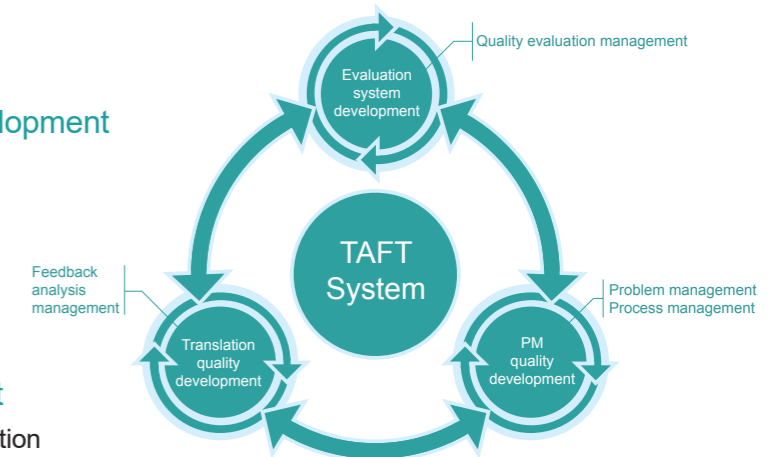 Quality evaluation management
Evaluation
system
development
lopment
TAFT
System
Feedback
analysis
management
Problem management
Process management
Translation
quality
development
PM
quality
development
t
tion